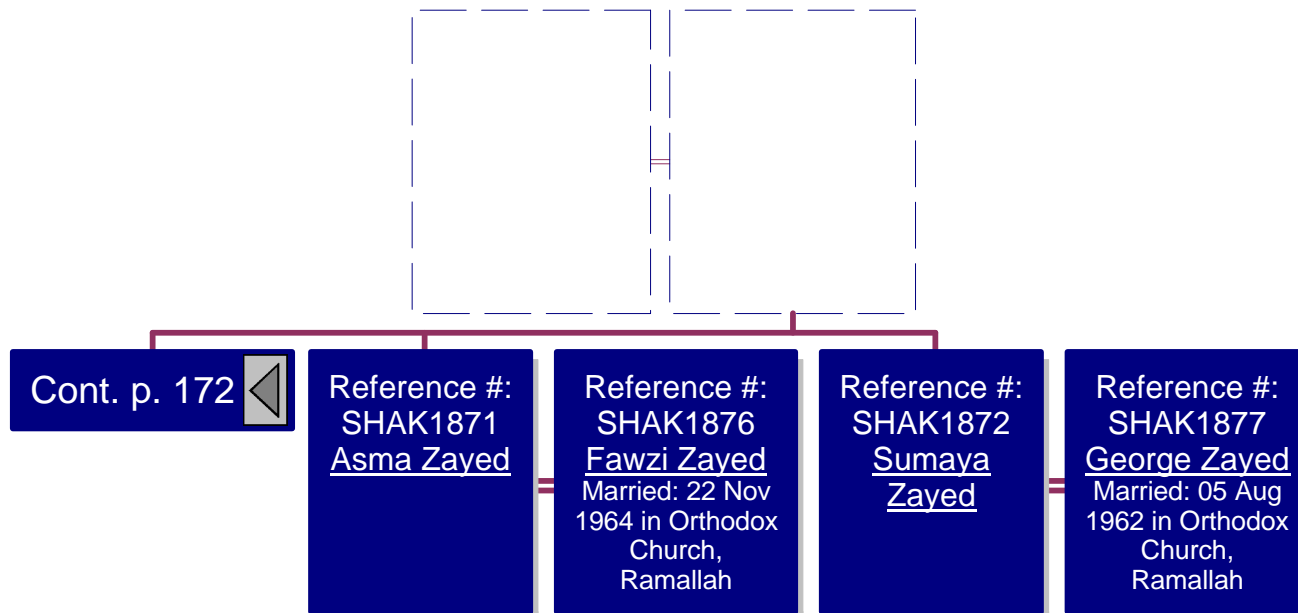 Cont. p. 172
Reference #:
SHAK1871
Asma Zayed
Reference #:
SHAK1876
Fawzi Zayed
Married: 22 Nov
1964 in Orthodox
Church,
Ramallah
Reference #:
SHAK1872
Sumaya
Zayed
Reference #:
SHAK1877
George Zayed
Married: 05 Aug
1962 in Orthodox
Church,
Ramallah